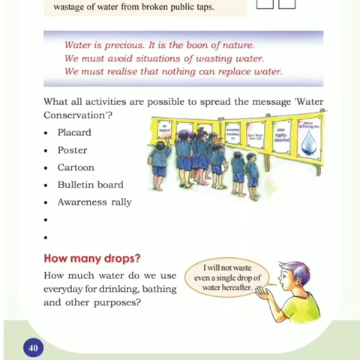 wastage of water from broken public taps.
Water is precious. It is the boon of nature.
We must avoid situations of wasting water.
We must realise that nothing can replace water.
What all activities are possible to spread the message 'Water
Conservation'?
• Placard
• Poster
• Cartoon
• Bulletin board
• Awareness rally
•
•
How many drops?
How much water do we use
everyday for drinking, bathing
and other purposes?
I will not waste
even a single drop of
water hereafter.
40